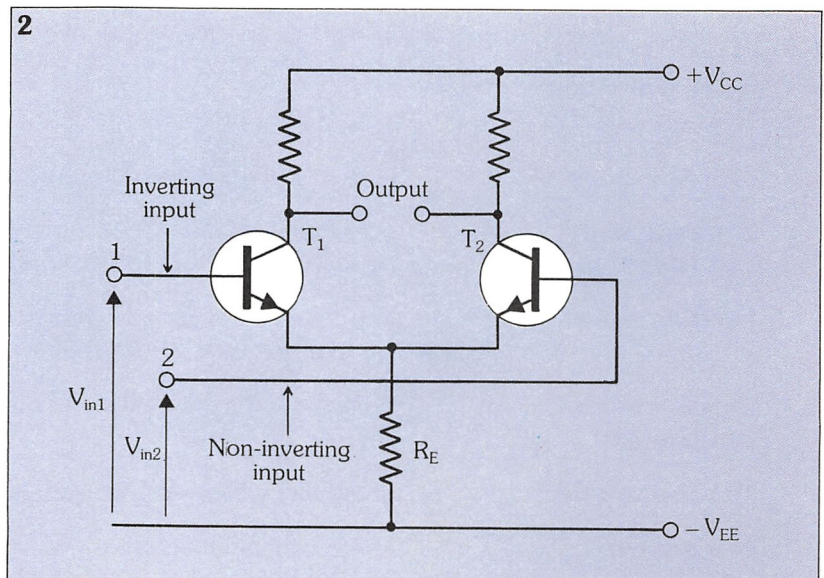 2
+V_CC
Inverting
input
Output
1
T_1
T_2
2
V_in1
V_in2
Non-inverting
input
R_E
−V_EE